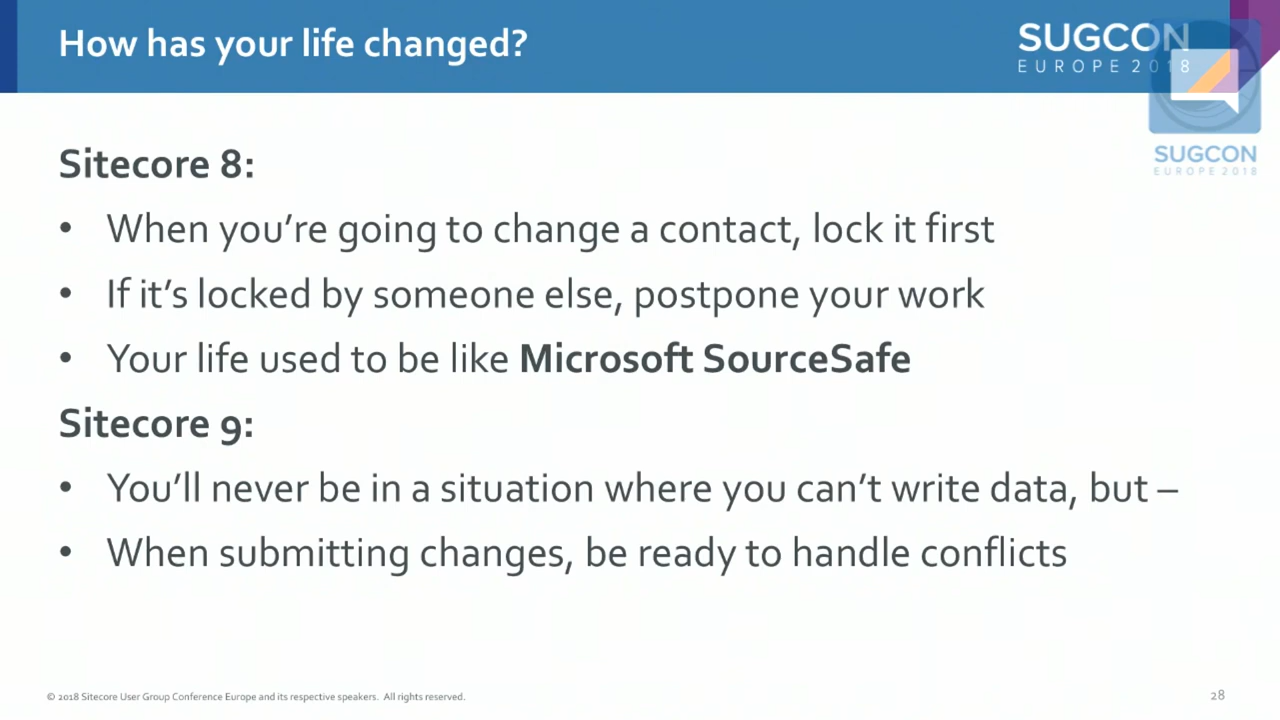 How has your life changed?
SUGCON
EUROPE 2018
SUGCON
EUROPE 2018
Sitecore 8:
• When you’re going to change a contact, lock it first
• If it’s locked by someone else, postpone your work
• Your life used to be like Microsoft SourceSafe
Sitecore 9:
• You’ll never be in a situation where you can’t write data, but –
• When submitting changes, be ready to handle conflicts
© 2018 Sitecore User Group Conference Europe and its respective speakers. All rights reserved.
28